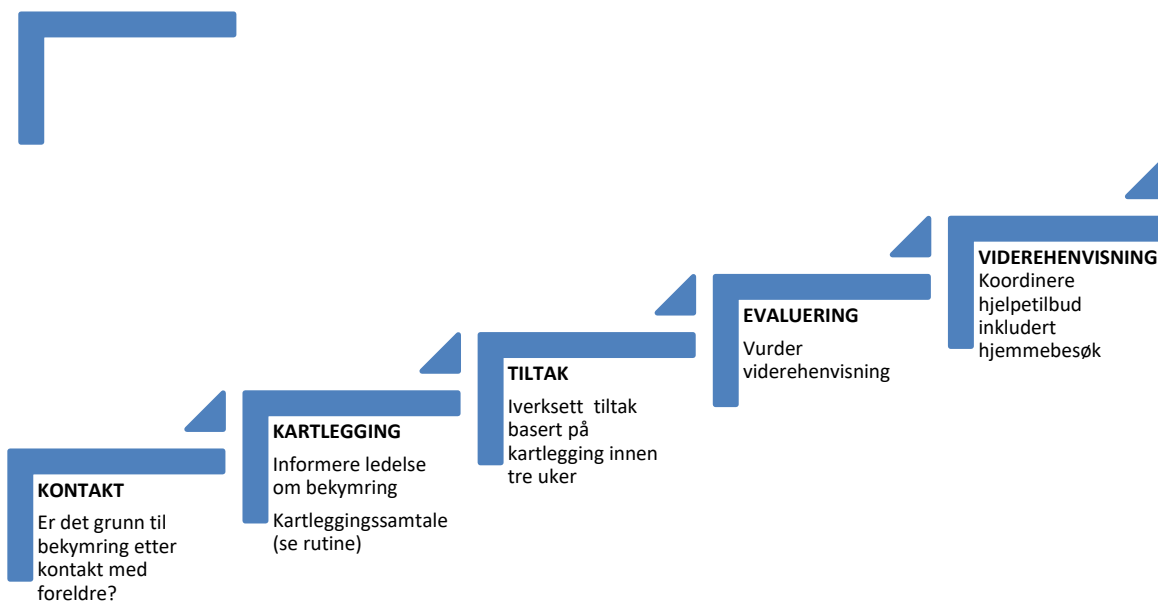 KONTAKT
Er det grunn til
bekymring etter
kontakt med
foreldre?
KARTLEGGING
Informere ledelse
om bekymring
Kartleggingssamtale
(se rutine)
TILTAK
Iverksett  tiltak
basert på
kartlegging innen
tre uker
EVALUERING
Vurder
viderehenvisning
VIDEREHENVISNING
Koordinere
hjelpetilbud
inkludert
hjemmebesøk